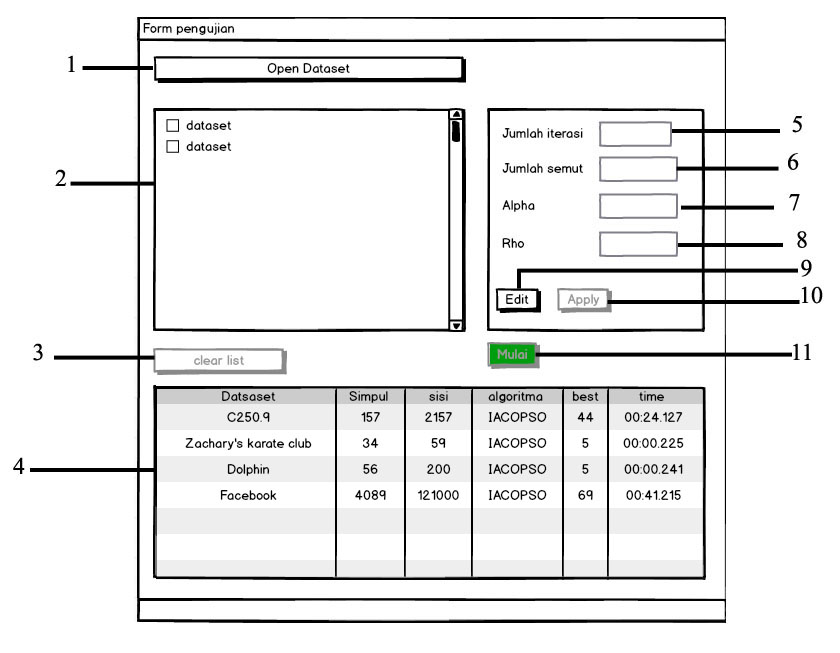 Form pengujian
1
Open Dataset
dataset
dataset
2
Jumlah iterasi
5
Jumlah semut
6
Alpha
7
Rho
8
9
Edit
Apply
10
3
clear list
Mulai
11
4
Datsaset Simpul sisi algoritma best time
C250.9 157 2157 IACOPSO 44 00:24.127
Zachary's karate club 34 59 IACOPSO 5 00:00.225
Dolphin 56 200 IACOPSO 5 00:00.241
Facebook 4089 121000 IACOPSO 69 00:41.215